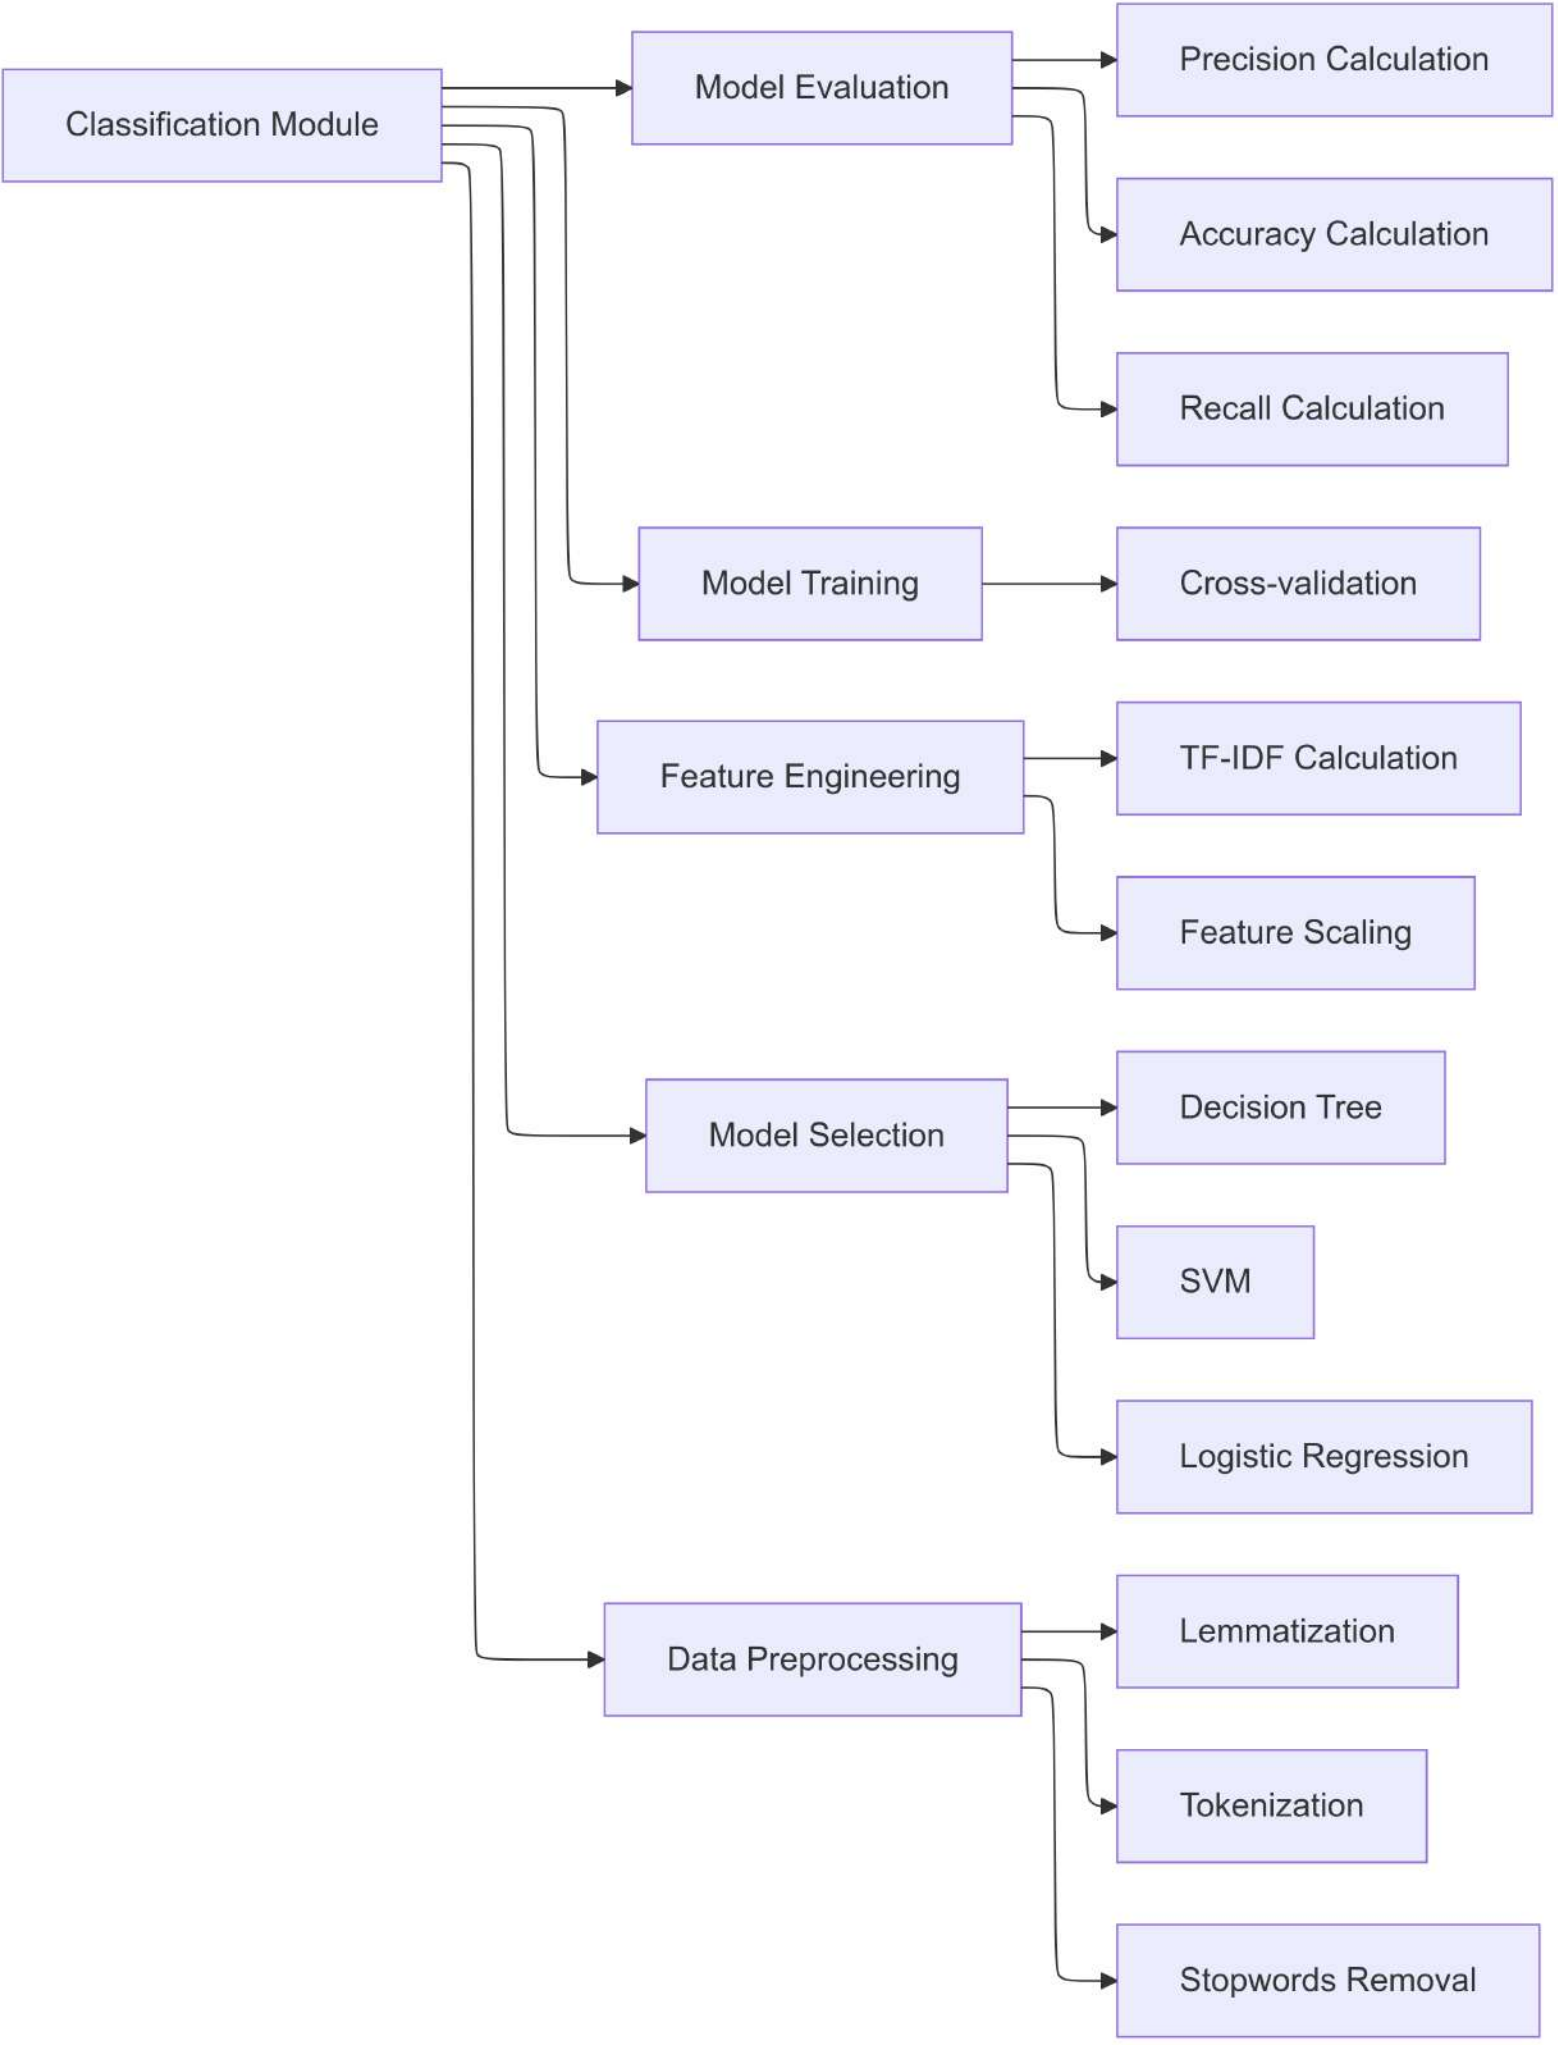 Classification Module
Model Evaluation
Precision Calculation
Accuracy Calculation
Recall Calculation
Model Training
Cross-validation
Feature Engineering
TF-IDF Calculation
Feature Scaling
Model Selection
Decision Tree
SVM
Logistic Regression
Data Preprocessing
Lemmatization
Tokenization
Stopwords Removal